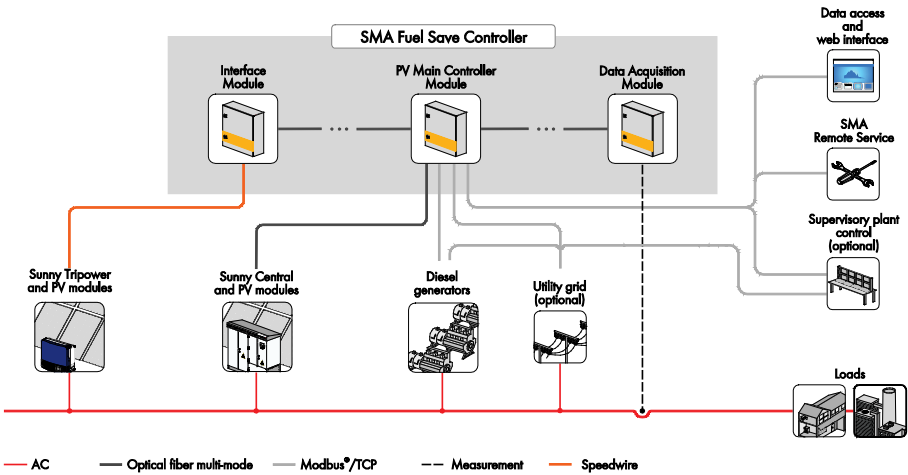 SMA Fuel Save Controller
Interface
Module
PV Main Controller
Module
Data Acquisition
Module
Data access
and
web interface
SMA
Remote Service
Supervisory plant
control
(optional)
Sunny Tripower
and PV modules
Sunny Central
and PV modules
Diesel
generators
Utility grid
(optional)
Loads
AC
Optical fiber multi-mode
Modbus®/TCP
Measurement
Speedwire